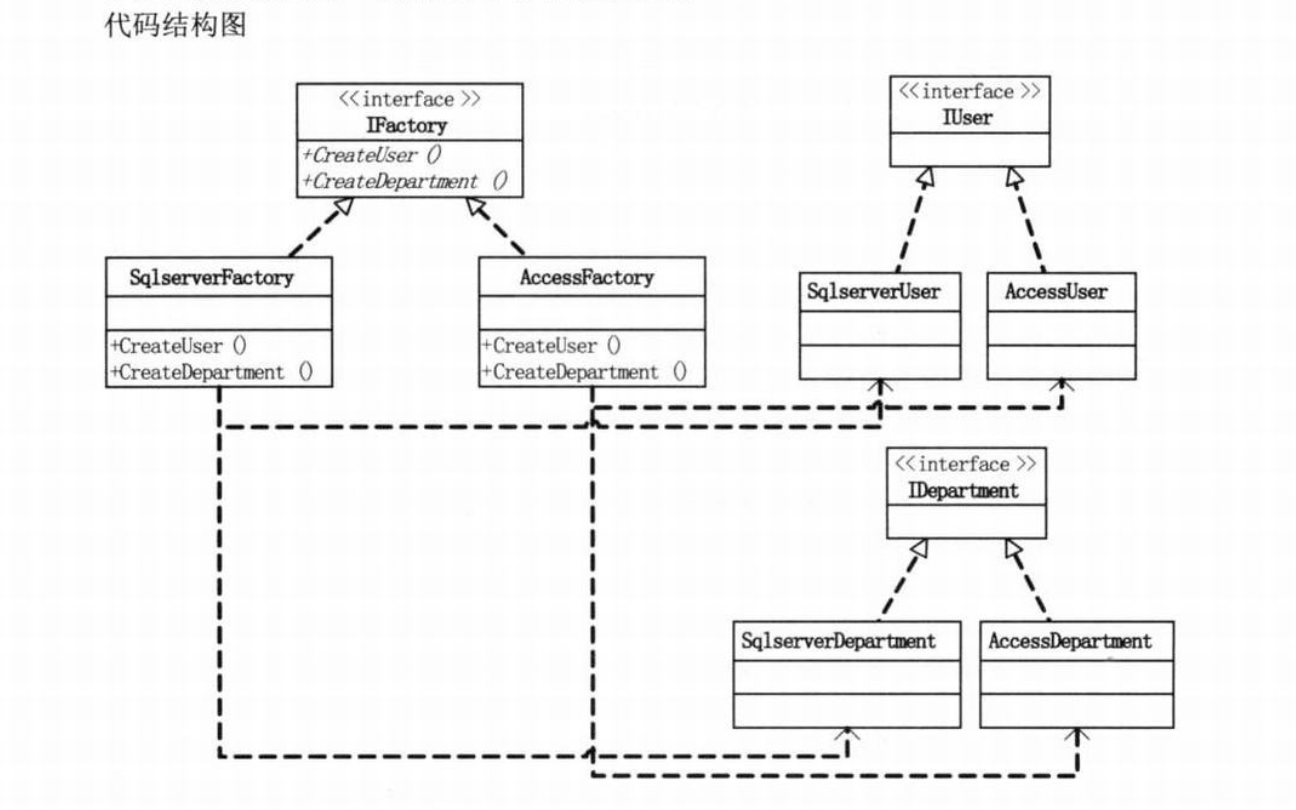 代码结构图
<<interface>>
IFactory
+CreateUser ()
+CreateDepartment ()
<<interface>>
IUser
SqlserverFactory
+CreateUser ()
+CreateDepartment ()
AccessFactory
+CreateUser ()
+CreateDepartment ()
SqlserverUser
AccessUser
<<interface>>
IDepartment
SqlserverDepartment
AccessDepartment